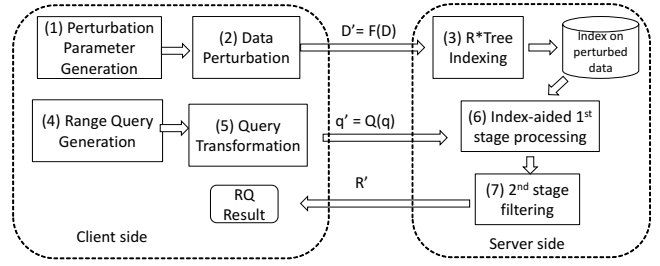 (1) Perturbation
Parameter
Generation
(2) Data
Perturbation
D'= F(D)
(3) R*Tree
Indexing
Index on
perturbed
data
(4) Range Query
Generation
(5) Query
Transformation
q' = Q(q)
(6) Index-aided 1st
stage processing
(7) 2nd stage
filtering
R'
RQ
Result
Client side
Server side